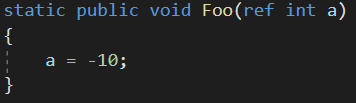 static public void Foo(ref int a)
{
    a = -10;
}